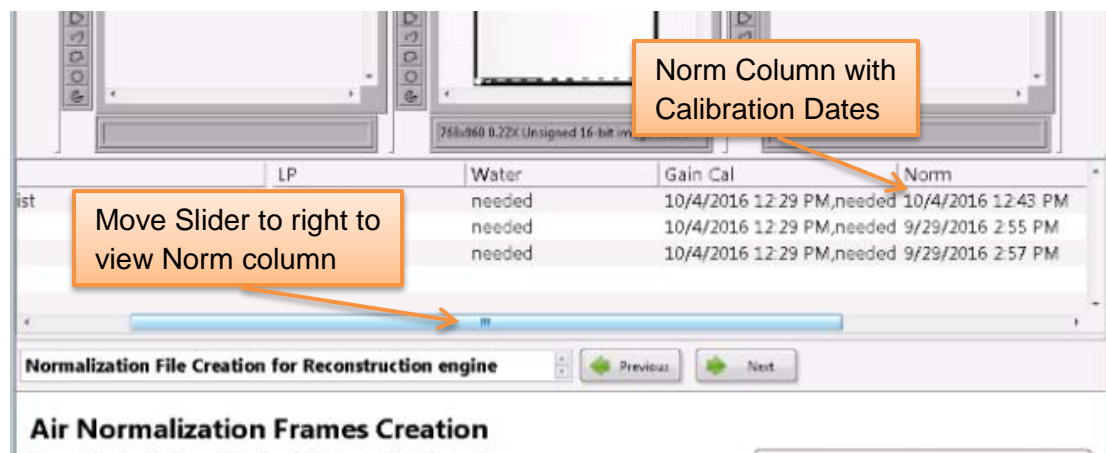 Norm Column with
Calibration Dates
768x960 0.22X Unsigned 16-bit
LP Water Gain Cal Norm
ist needed 10/4/2016 12:29 PM,needed 10/4/2016 12:43 PM
Move Slider to right to
view Norm column
needed 10/4/2016 12:29 PM,needed 9/29/2016 2:55 PM
needed 10/4/2016 12:29 PM,needed 9/29/2016 2:57 PM
Normalization File Creation for Reconstruction engine Previous Next
Air Normalization Frames Creation